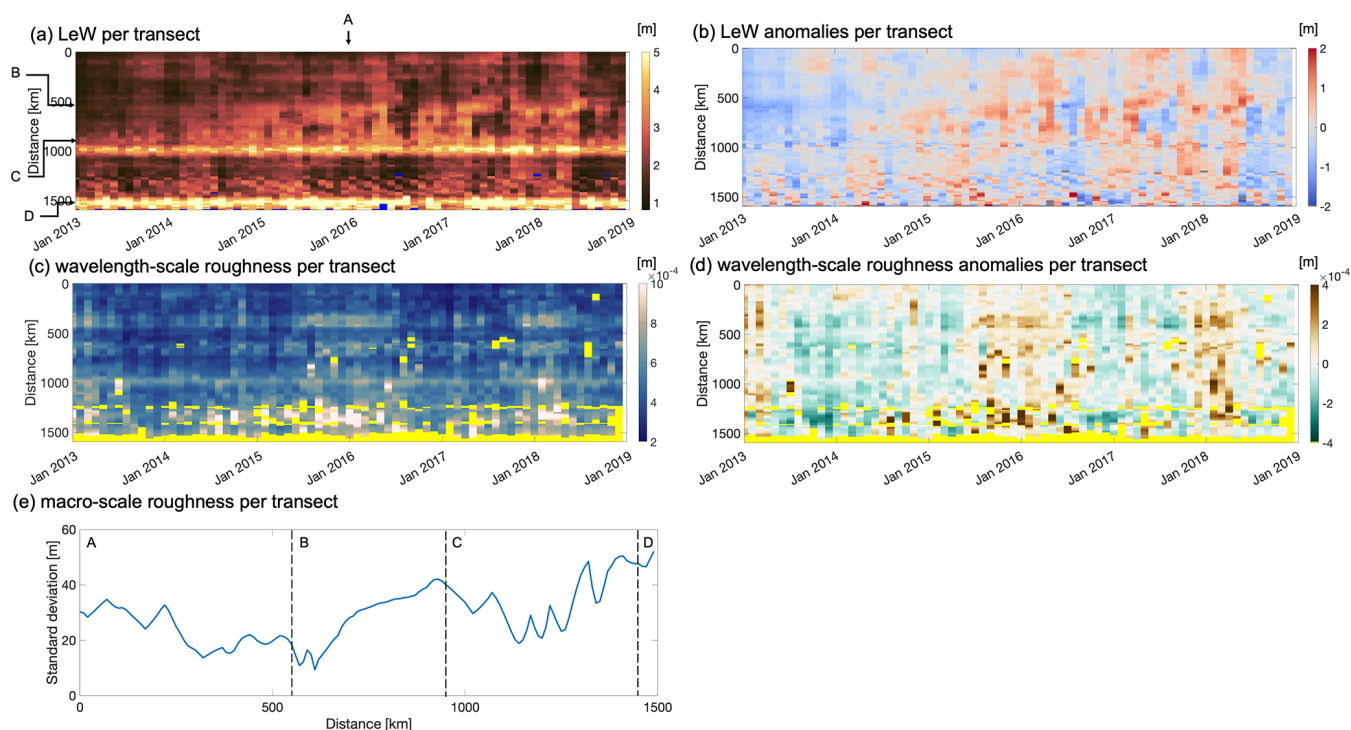 A
(a) LeW per transect
[m]
B
C
D
Distance [km]
0
500
1000
1500
5
4
3
2
1
Jan 2013
Jan 2014
Jan 2015
Jan 2016
Jan 2017
Jan 2018
Jan 2019
(b) LeW anomalies per transect
[m]
Distance [km]
0
500
1000
1500
2
1
0
-1
-2
Jan 2013
Jan 2014
Jan 2015
Jan 2016
Jan 2017
Jan 2018
Jan 2019
(c) wavelength-scale roughness per transect
[m]
×10⁻⁴
Distance [km]
0
500
1000
1500
10
8
6
4
2
Jan 2013
Jan 2014
Jan 2015
Jan 2016
Jan 2017
Jan 2018
Jan 2019
(d) wavelength-scale roughness anomalies per transect
[m]
×10⁻⁴
Distance [km]
0
500
1000
1500
4
2
0
-2
-4
Jan 2013
Jan 2014
Jan 2015
Jan 2016
Jan 2017
Jan 2018
Jan 2019
(e) macro-scale roughness per transect
Standard deviation [m]
60
40
20
0
A
B
C
D
0
500
1000
1500
Distance [km]